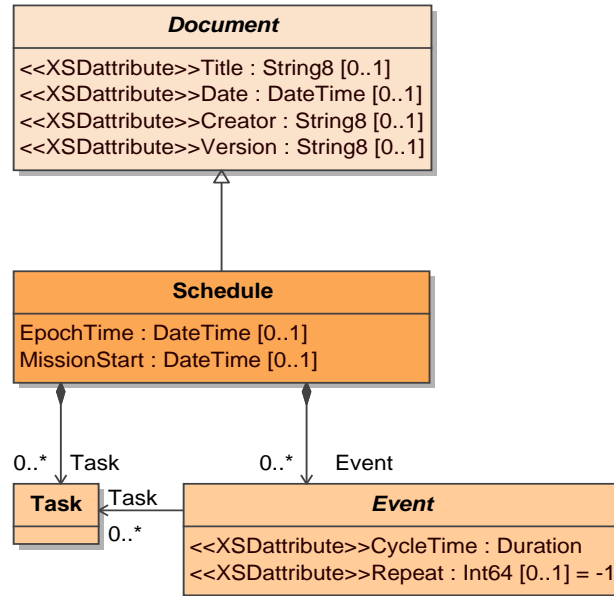 Document
<<XSDattribute>>Title : String8 [0..1]
<<XSDattribute>>Date : DateTime [0..1]
<<XSDattribute>>Creator : String8 [0..1]
<<XSDattribute>>Version : String8 [0..1]
Schedule
EpochTime : DateTime [0..1]
MissionStart : DateTime [0..1]
0..* Task
0..* Event
Task
Task
0..*
Event
<<XSDattribute>>CycleTime : Duration
<<XSDattribute>>Repeat : Int64 [0..1] = -1